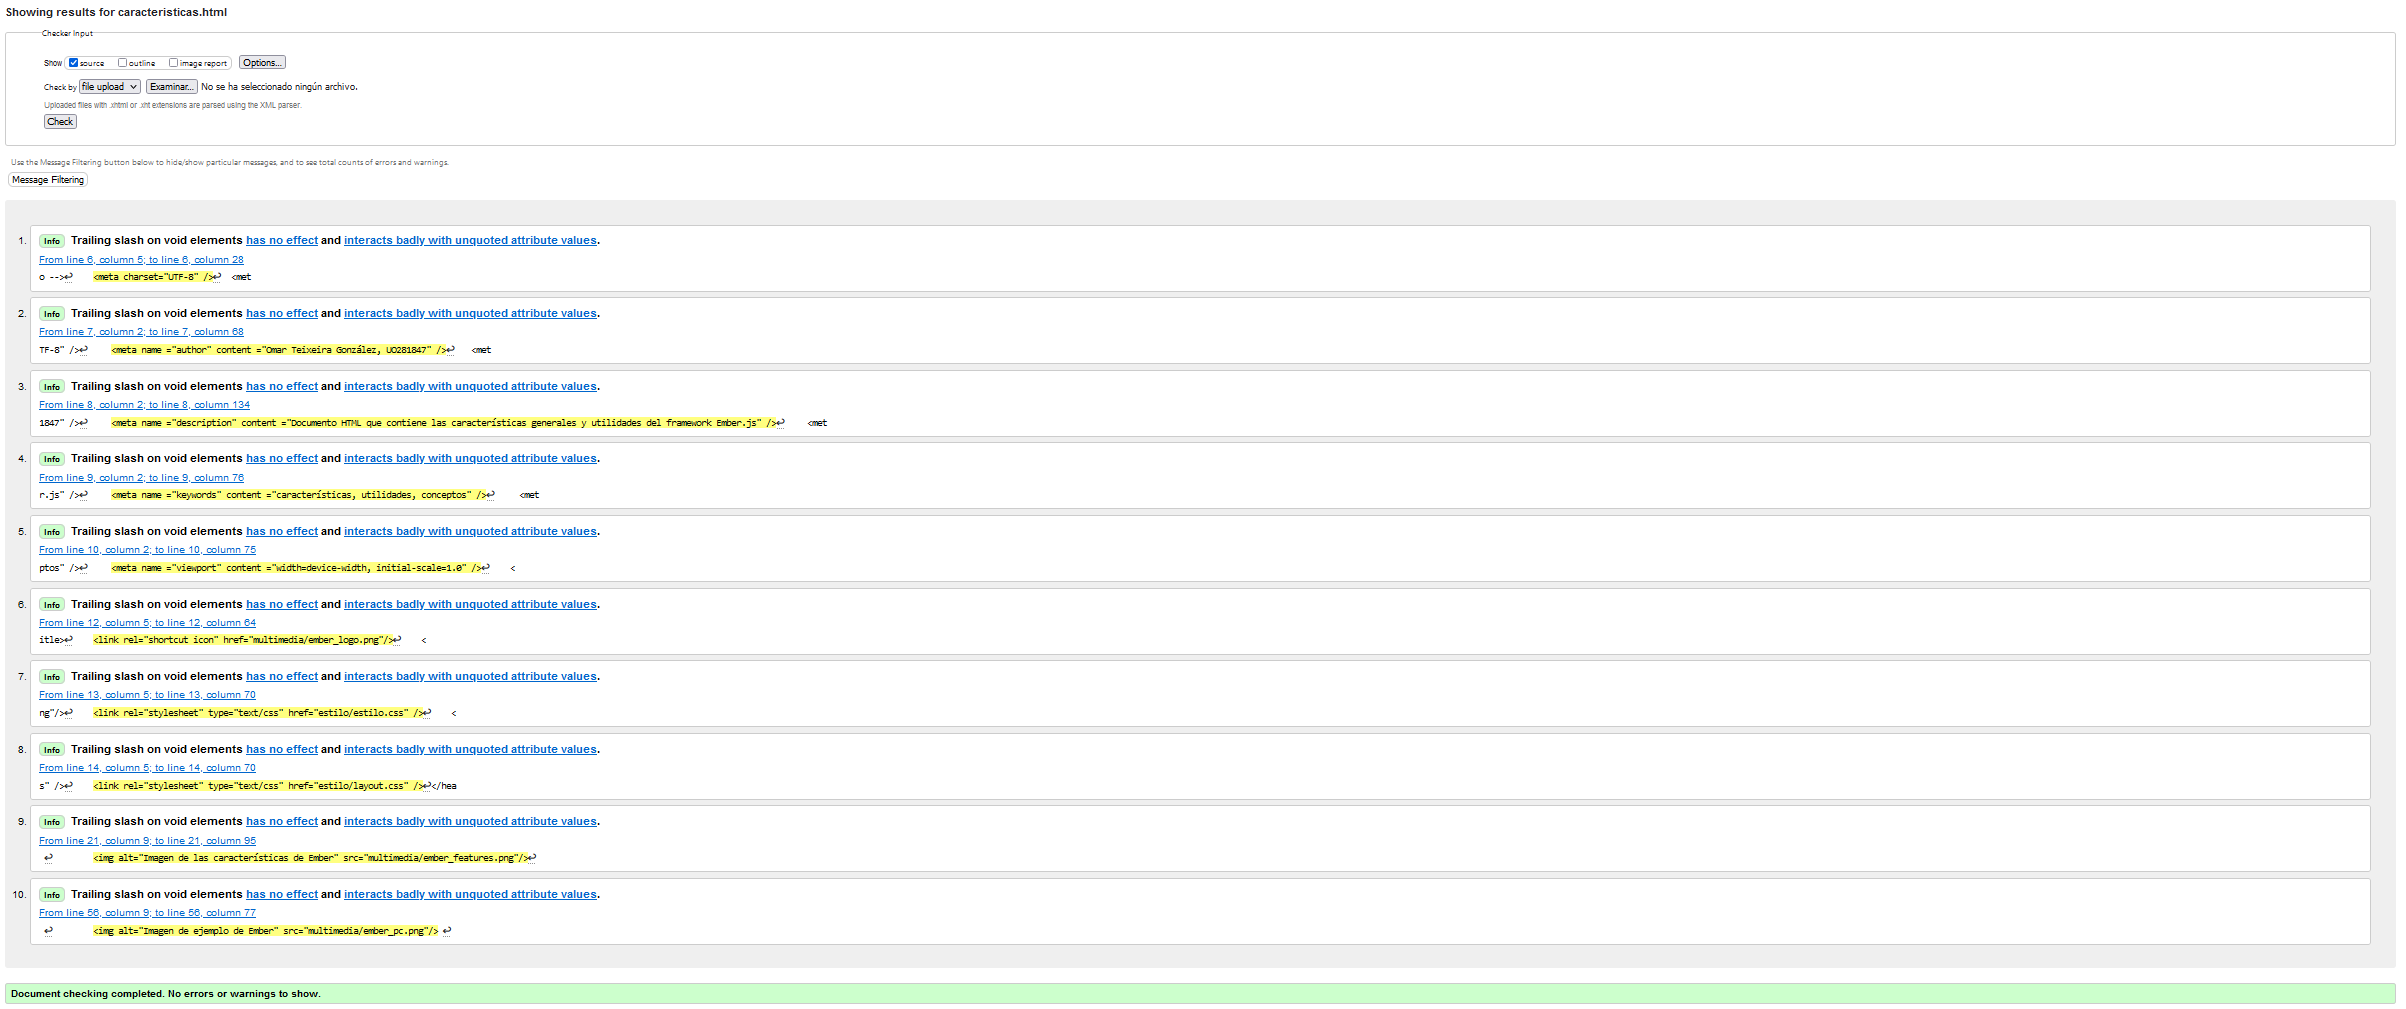 Showing results for caracteristicas.html
Checker Input
Show source outline image report Options...
Check by file upload Examinar... No se ha seleccionado ningún archivo.
Uploaded files with .xhtml or .xht extensions are parsed using the XML parser.
Check
Use the Message Filtering button below to hide/show particular messages, and to see total counts of errors and warnings.
Message Filtering
1. Info Trailing slash on void elements has no effect and interacts badly with unquoted attribute values.
From line 6, column 5; to line 6, column 28
o -->↩ <meta charset="UTF-8" />↩ <met
2. Info Trailing slash on void elements has no effect and interacts badly with unquoted attribute values.
From line 7, column 2; to line 7, column 68
TF-8" />↩ <meta name ="author" content ="Omar Teixeira González, UO281847" />↩ <met
3. Info Trailing slash on void elements has no effect and interacts badly with unquoted attribute values.
From line 8, column 2; to line 8, column 134
1847" />↩ <meta name ="description" content ="Documento HTML que contiene las características generales y utilidades del framework Ember.js" />↩ <met
4. Info Trailing slash on void elements has no effect and interacts badly with unquoted attribute values.
From line 9, column 2; to line 9, column 76
r.js" />↩ <meta name ="keywords" content ="características, utilidades, conceptos" />↩ <met
5. Info Trailing slash on void elements has no effect and interacts badly with unquoted attribute values.
From line 10, column 2; to line 10, column 75
ptos" />↩ <meta name ="viewport" content ="width=device-width, initial-scale=1.0" />↩ <
6. Info Trailing slash on void elements has no effect and interacts badly with unquoted attribute values.
From line 12, column 5; to line 12, column 64
itle>↩ <link rel="shortcut icon" href="multimedia/ember_logo.png"/>↩ <
7. Info Trailing slash on void elements has no effect and interacts badly with unquoted attribute values.
From line 13, column 5; to line 13, column 70
ng"/>↩ <link rel="stylesheet" type="text/css" href="estilo/estilo.css" />↩ <
8. Info Trailing slash on void elements has no effect and interacts badly with unquoted attribute values.
From line 14, column 5; to line 14, column 70
s" />↩ <link rel="stylesheet" type="text/css" href="estilo/layout.css" />↩</hea
9. Info Trailing slash on void elements has no effect and interacts badly with unquoted attribute values.
From line 21, column 9; to line 21, column 95
↩ <img alt="Imagen de las características de Ember" src="multimedia/ember_features.png"/>↩
10. Info Trailing slash on void elements has no effect and interacts badly with unquoted attribute values.
From line 56, column 9; to line 56, column 77
↩ <img alt="Imagen de ejemplo de Ember" src="multimedia/ember_pc.png"/> ↩
Document checking completed. No errors or warnings to show.